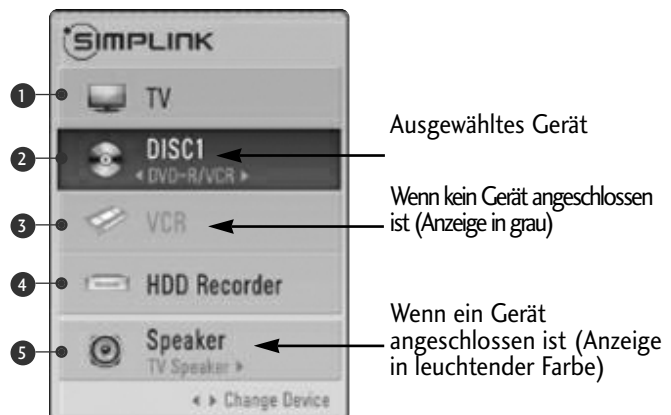 SIMPLINK
1 TV
2 DISC1
◂ DVD-R/VCR ▸
Ausgewähltes Gerät
3 VCR
Wenn kein Gerät angeschlossen
ist (Anzeige in grau)
4 HDD Recorder
5 Speaker
TV Speaker ▸
Wenn ein Gerät
angeschlossen ist (Anzeige
in leuchtender Farbe)
◂ ▸ Change Device